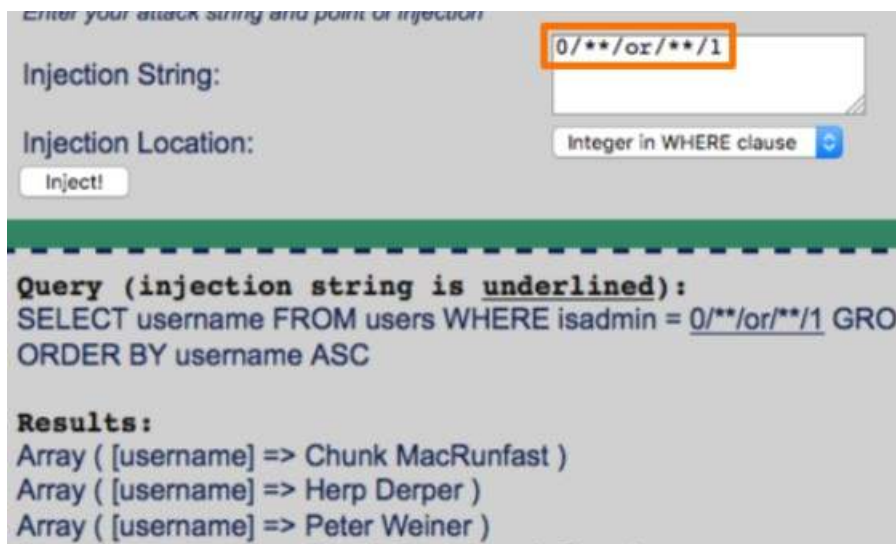 Enter your attack string and point of injection
0/**/or/**/1
Injection String:
Injection Location:
Integer in WHERE clause
Inject!
Query (injection string is underlined):
SELECT username FROM users WHERE isadmin = 0/**/or/**/1 GRO
ORDER BY username ASC
Results:
Array ( [username] => Chunk MacRunfast )
Array ( [username] => Herp Derper )
Array ( [username] => Peter Weiner )